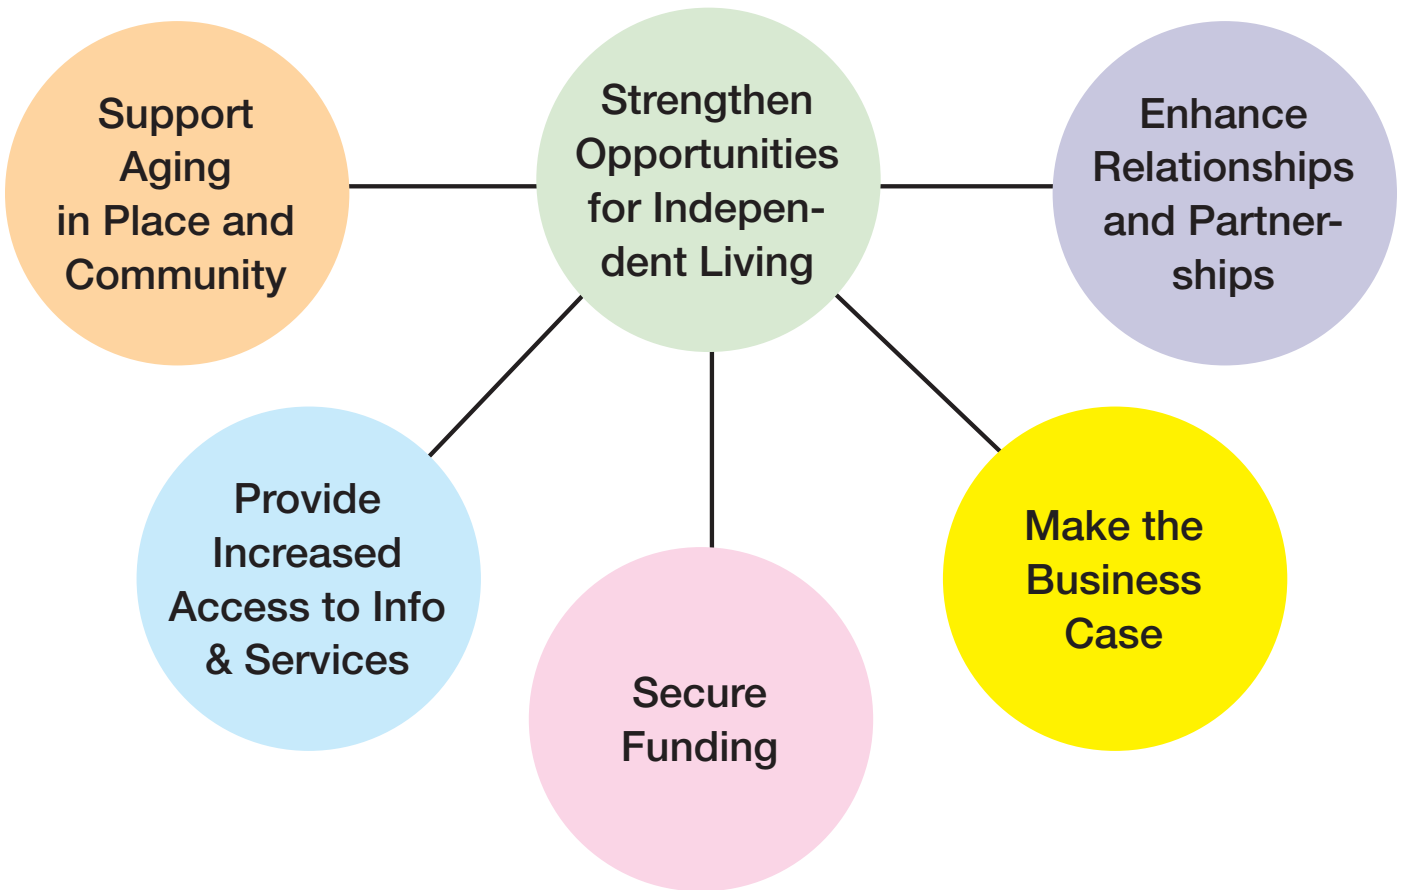 Support
Aging
in Place and
Community
Strengthen
Opportunities
for Indepen-
dent Living
Enhance
Relationships
and Partner-
ships
Provide
Increased
Access to Info
& Services
Secure
Funding
Make the
Business
Case